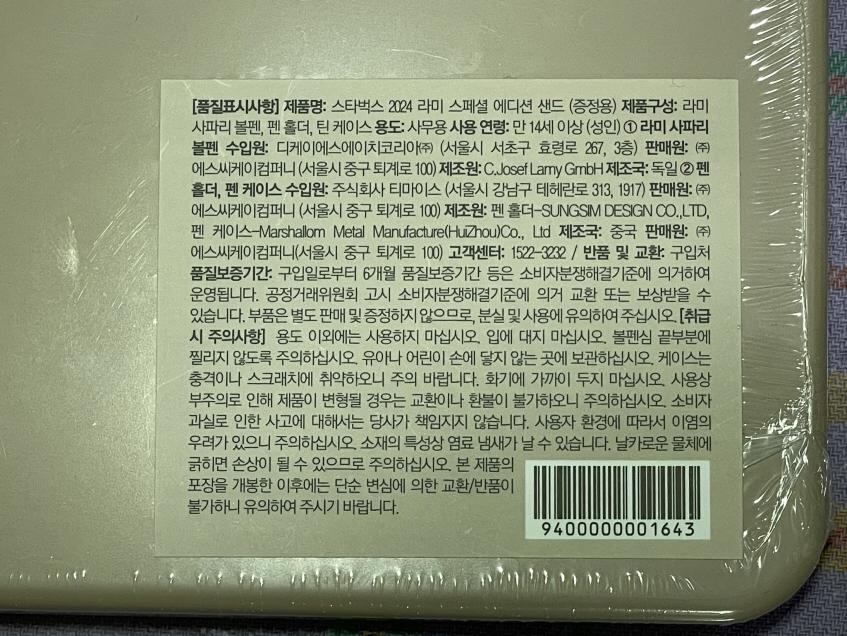 [품질표시사항] 제품명: 스타벅스 2024 라미 스페셜 에디션 샌드 (증정용) 제품구성: 라미
사파리 볼펜, 펜 홀더, 틴 케이스 용도: 사무용 사용 연령: 만 14세 이상 (성인) ① 라미 사파리
볼펜 수입원: 디케이에스에이치코리아㈜ (서울시 서초구 효령로 267, 3층) 판매원: ㈜
에스씨케이컴퍼니 (서울시 중구 퇴계로 100) 제조원: C.Josef Lamy GmbH 제조국: 독일 ② 펜
홀더, 펜 케이스 수입원: 주식회사 티마이스 (서울시 강남구 테헤란로 313, 1917) 판매원: ㈜
에스씨케이컴퍼니 (서울시 중구 퇴계로 100) 제조원: 펜 홀더-SUNGSIM DESIGN CO.,LTD,
펜 케이스-Marshallom Metal Manufacture(HuiZhou)Co., Ltd 제조국: 중국 판매원: ㈜
에스씨케이컴퍼니(서울시 중구 퇴계로 100) 고객센터: 1522-3232 / 반품 및 교환: 구입처
품질보증기간: 구입일로부터 6개월 품질보증기간 등은 소비자분쟁해결기준에 의거하여
운영됩니다. 공정거래위원회 고시 소비자분쟁해결기준에 의거 교환 또는 보상받을 수
있습니다. 부품은 별도 판매 및 증정하지 않으므로, 분실 및 사용에 유의하여 주십시오. [취급
시 주의사항] 용도 이외에는 사용하지 마십시오. 입에 대지 마십시오. 볼펜심 끝부분에
찔리지 않도록 주의하십시오. 유아나 어린이 손에 닿지 않는 곳에 보관하십시오. 케이스는
충격이나 스크래치에 취약하오니 주의 바랍니다. 화기에 가까이 두지 마십시오. 사용상
부주의로 인해 제품이 변형될 경우는 교환이나 환불이 불가하오니 주의하십시오. 소비자
과실로 인한 사고에 대해서는 당사가 책임지지 않습니다. 사용자 환경에 따라서 이염의
우려가 있으니 주의하십시오. 소재의 특성상 염료 냄새가 날 수 있습니다. 날카로운 물체에
긁히면 손상이 될 수 있으므로 주의하십시오. 본 제품의
포장을 개봉한 이후에는 단순 변심에 의한 교환/반품이
불가하니 유의하여 주시기 바랍니다.
9400000001643